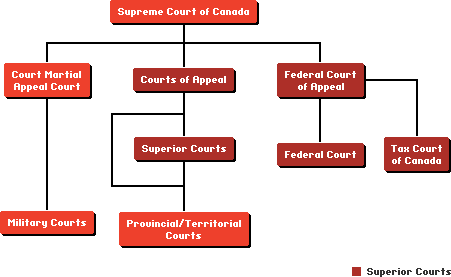 Supreme Court of Canada
Court Martial
Appeal Court
Courts of Appeal
Federal Court
of Appeal
Superior Courts
Federal Court
Tax Court
of Canada
Military Courts
Provincial/Territorial
Courts
Superior Courts